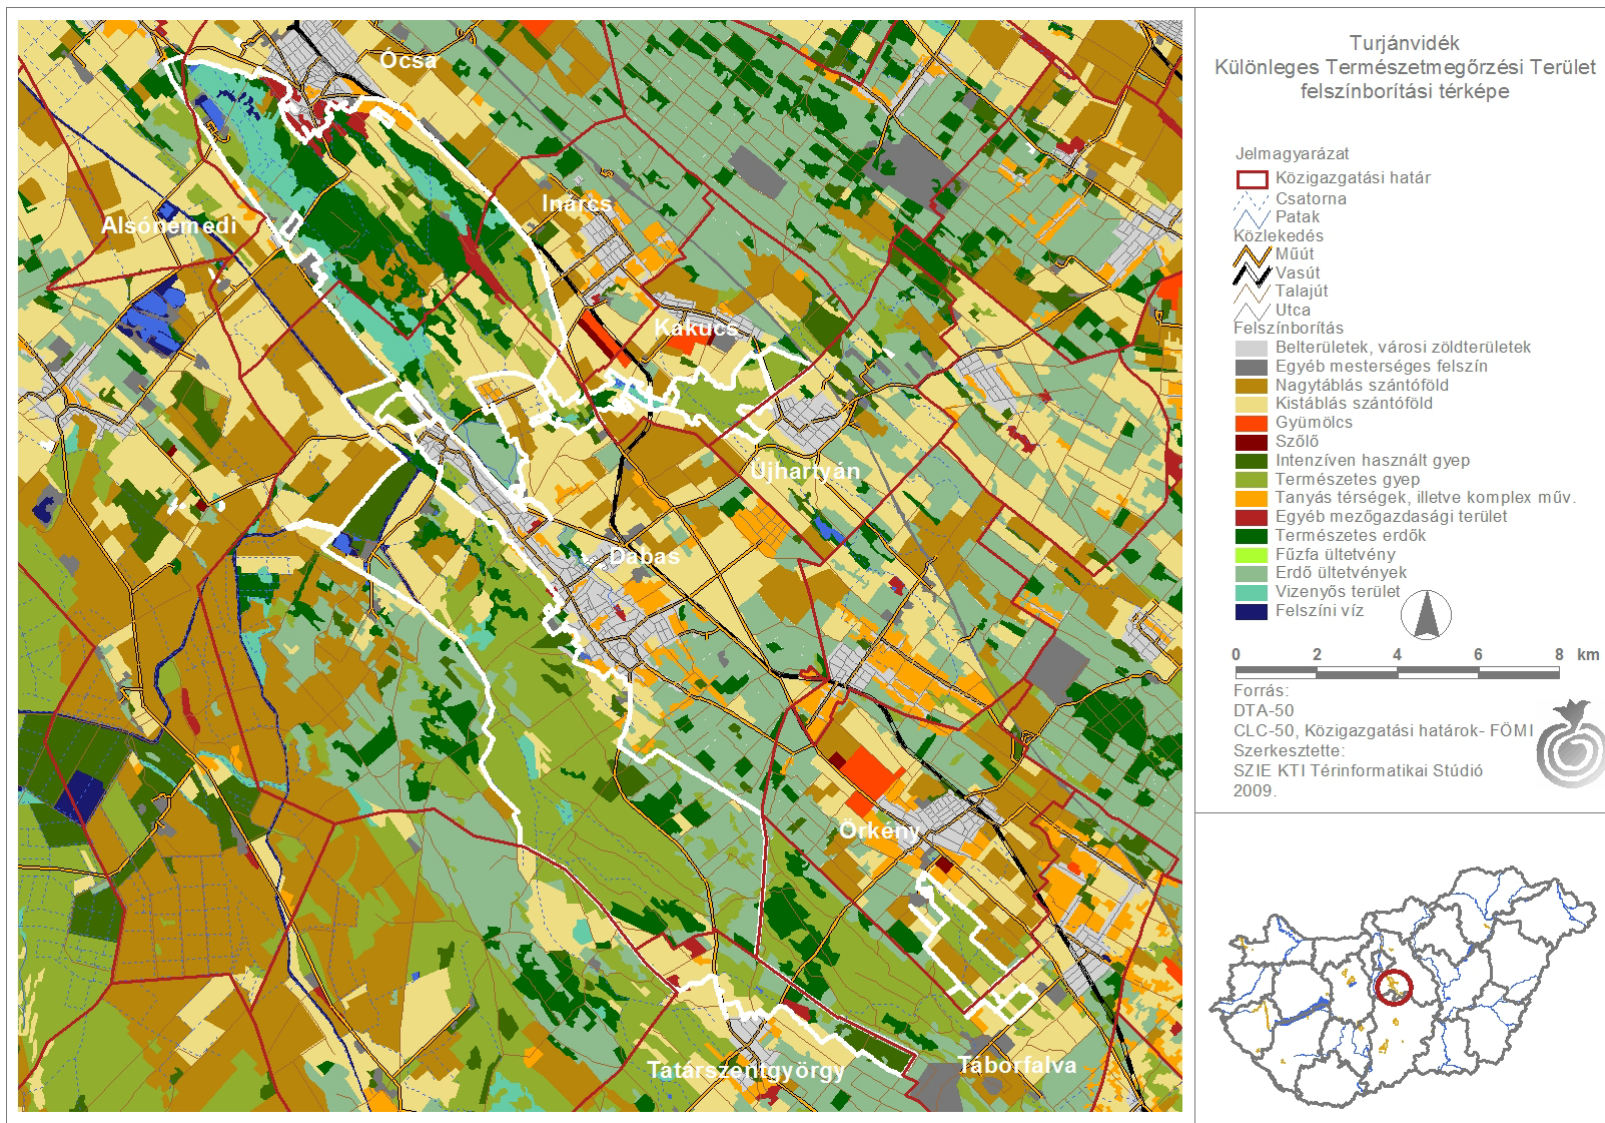 Ócsa
Alsónémedi
Inárcs
Kakucs
Újhartyán
Dabas
Örkény
Tatárszentgyörgy
Táborfalva
Turjánvidék
Különleges Természetmegőrzési Terület
felszínborítási térképe
Jelmagyarázat
Közigazgatási határ
Csatorna
Patak
Közlekedés
Műút
Vasút
Talajút
Utca
Felszínborítás
Belterületek, városi zöldterületek
Egyéb mesterséges felszín
Nagytáblás szántóföld
Kistáblás szántóföld
Gyümölcs
Szőlő
Intenzíven használt gyep
Természetes gyep
Tanyás térségek, illetve komplex műv.
Egyéb mezőgazdasági terület
Természetes erdők
Fűzfa ültetvény
Erdő ültetvények
Vizenyős terület
Felszíni víz
0 2 4 6 8 km
Forrás:
DTA-50
CLC-50, Közigazgatási határok- FÖMI
Szerkesztette:
SZIE KTI Térinformatikai Stúdió
2009.